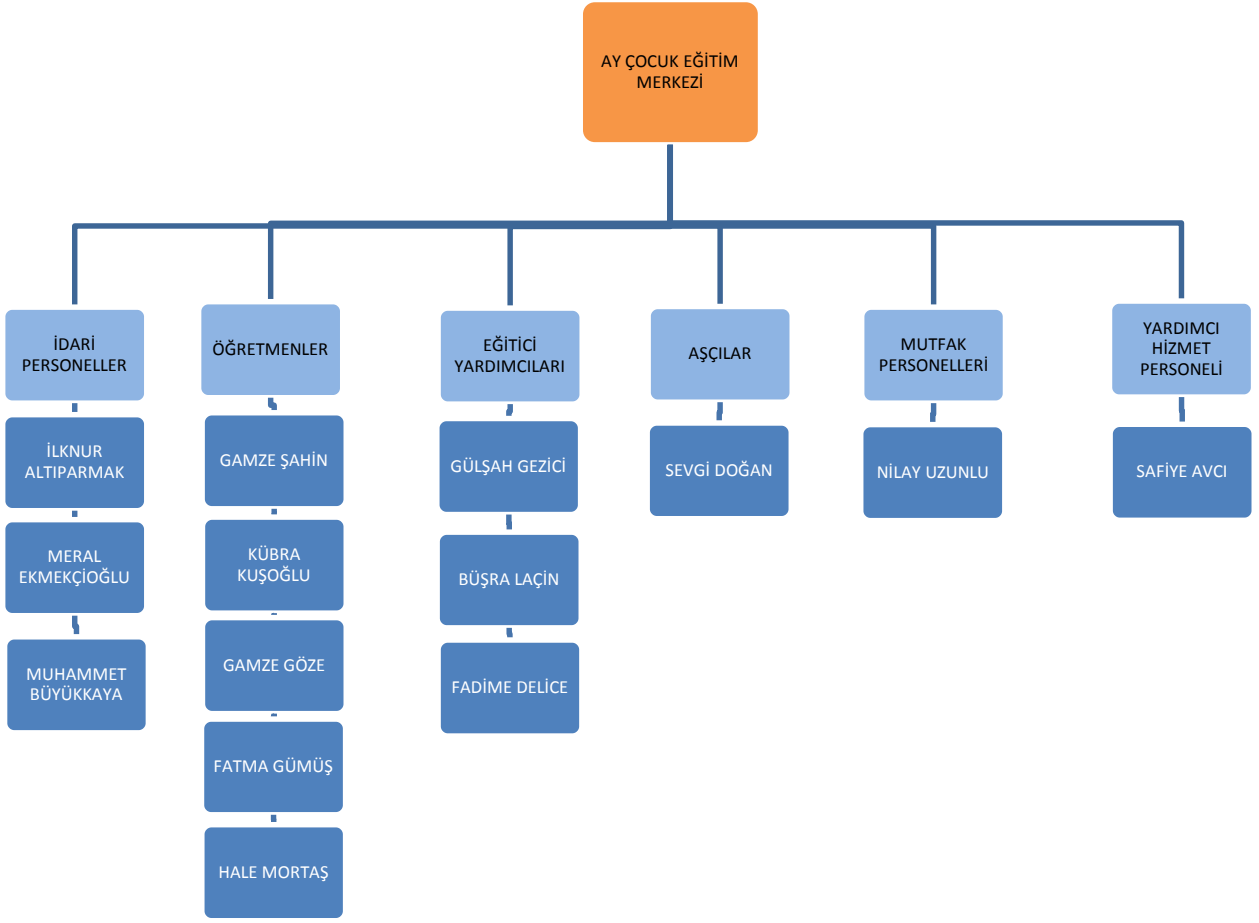 AY ÇOCUK EĞİTİM
MERKEZİ
İDARİ
PERSONELLER
İLKNUR
ALTIPARMAK
MERAL
EKMEKÇİOĞLU
MUHAMMET
BÜYÜKKAYA
ÖĞRETMENLER
GAMZE ŞAHİN
KÜBRA
KUŞOĞLU
GAMZE GÖZE
FATMA GÜMÜŞ
HALE MORTAŞ
EĞİTİCİ
YARDIMCILARI
GÜLŞAH GEZİCİ
BÜŞRA LAÇİN
FADİME DELİCE
AŞÇILAR
SEVGİ DOĞAN
MUTFAK
PERSONELLERİ
NİLAY UZUNLU
YARDIMCI
HİZMET
PERSONELİ
SAFİYE AVCI